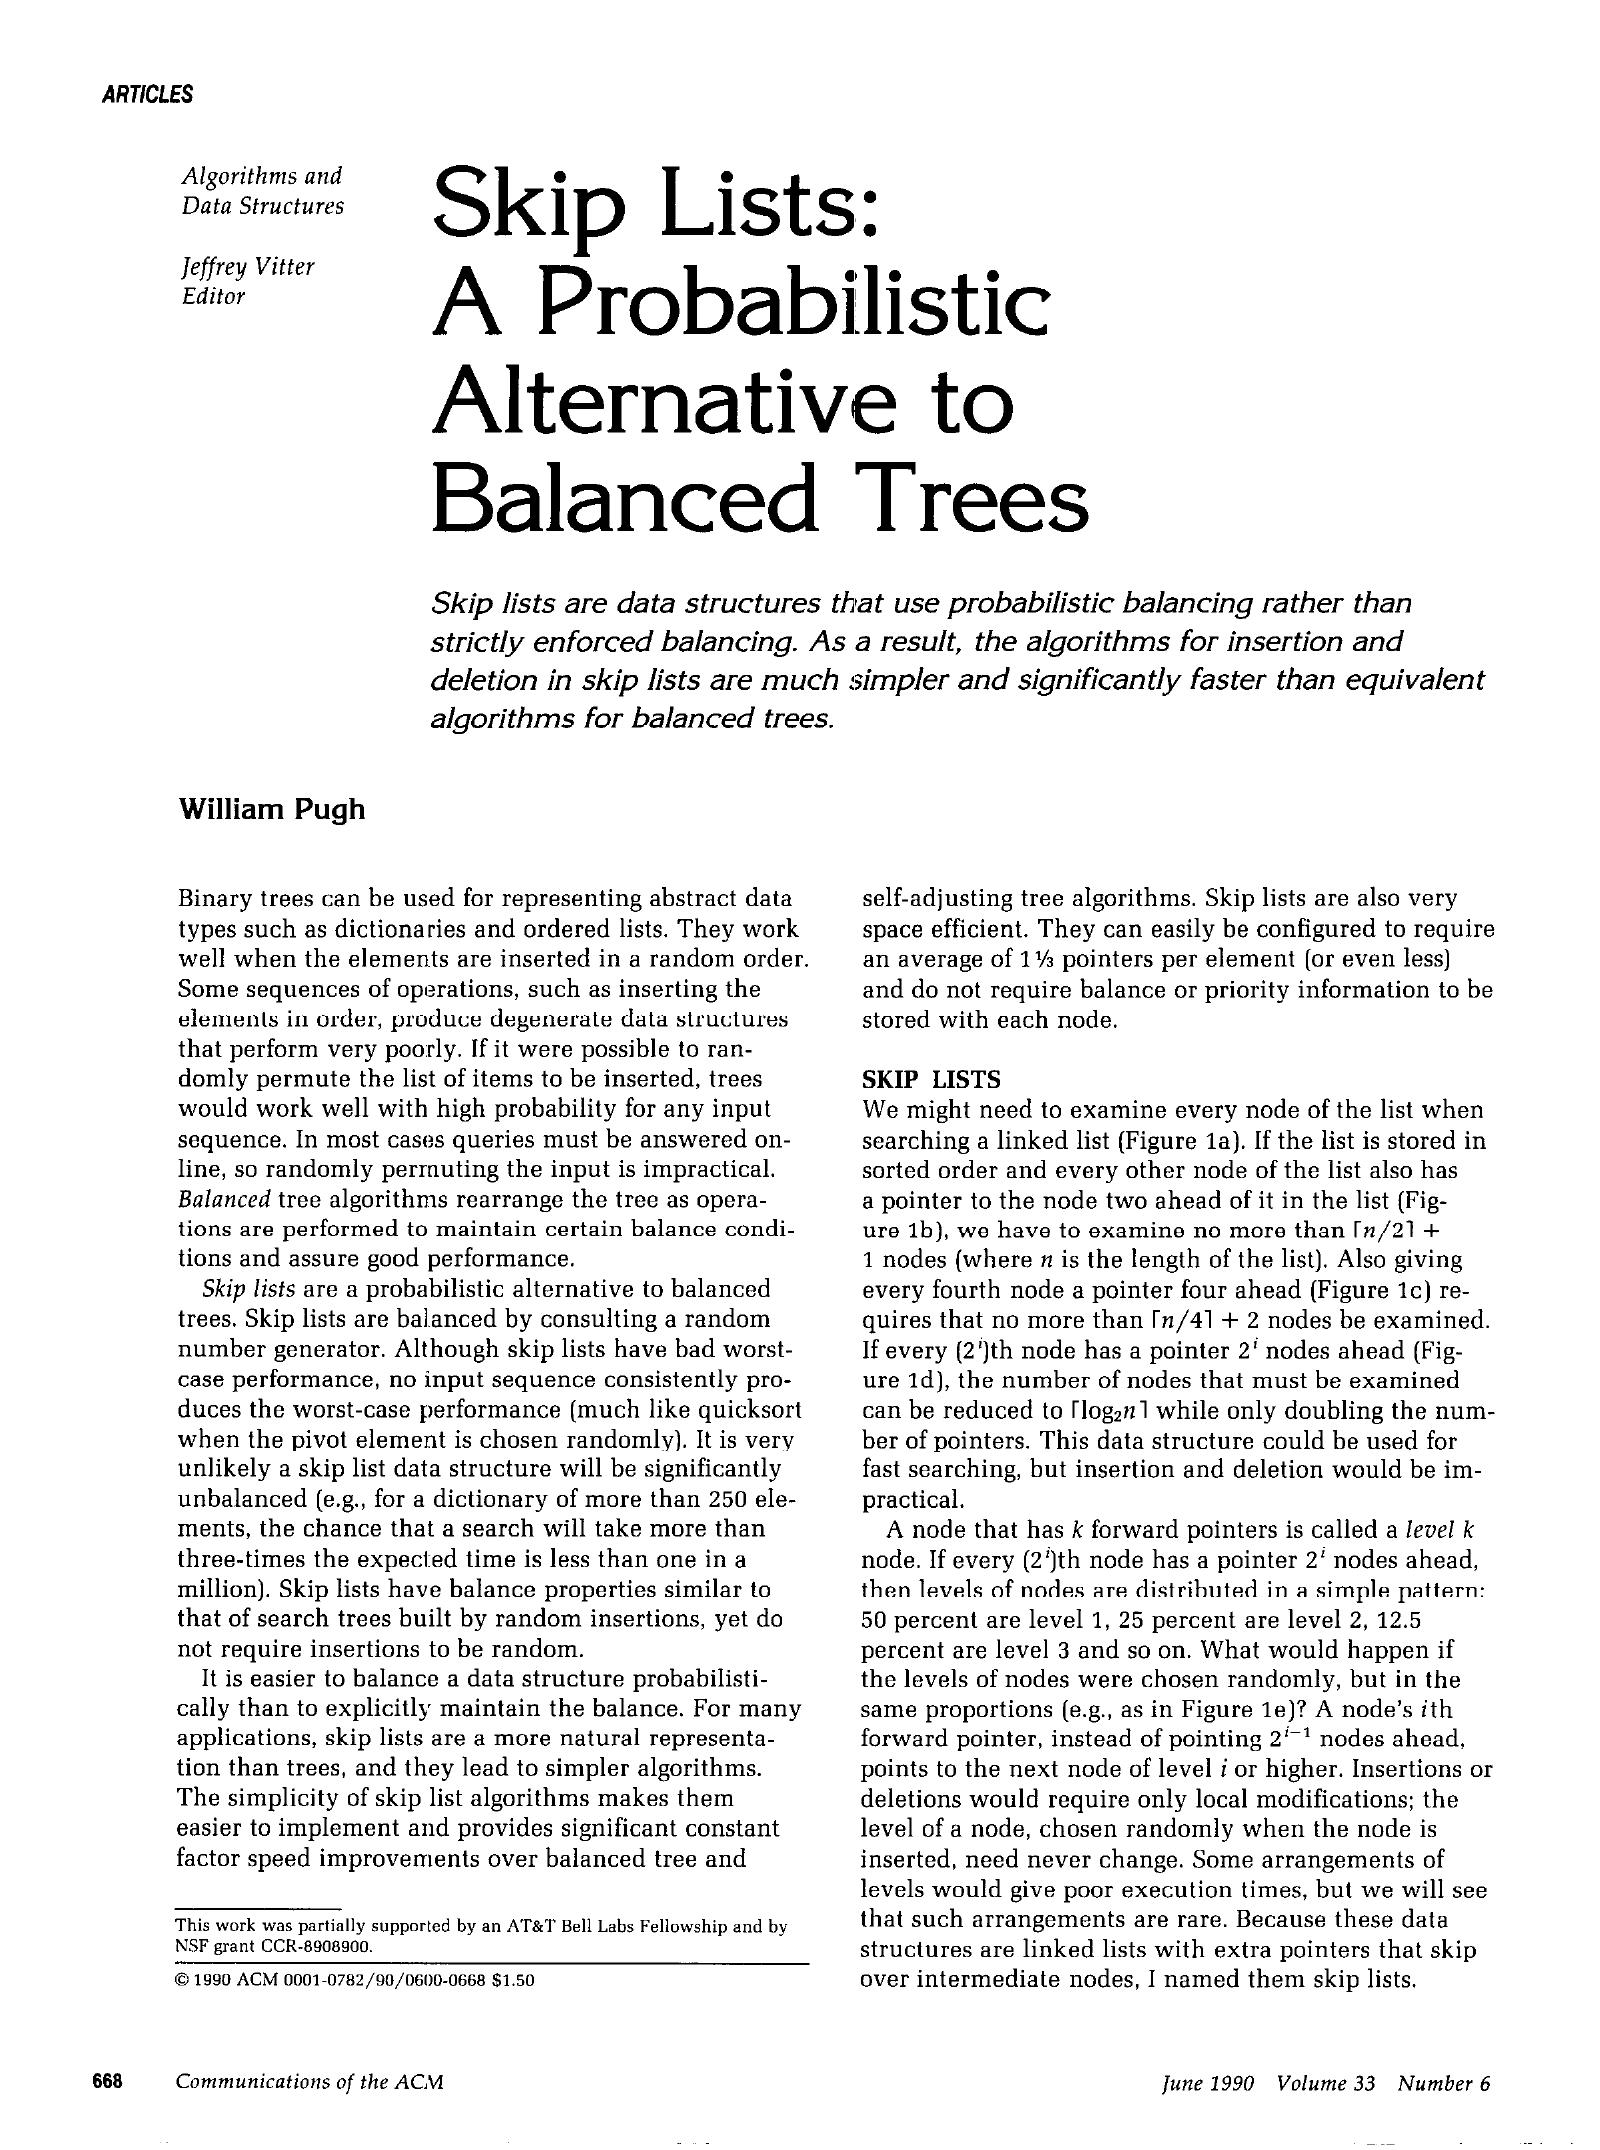 ARTICLES
Algorithms and
Data Structures
Jeffrey Vitter
Editor
Skip Lists:
A Probabilistic
Alternative to
Balanced Trees
Skip lists are data structures that use probabilistic balancing rather than
strictly enforced balancing. As a result, the algorithms for insertion and
deletion in skip lists are much simpler and significantly faster than equivalent
algorithms for balanced trees.
William Pugh
Binary trees can be used for representing abstract data
types such as dictionaries and ordered lists. They work
well when the elements are inserted in a random order.
Some sequences of operations, such as inserting the
elements in order, produce degenerate data structures
that perform very poorly. If it were possible to ran-
domly permute the list of items to be inserted, trees
would work well with high probability for any input
sequence. In most cases queries must be answered on-
line, so randomly permuting the input is impractical.
Balanced tree algorithms rearrange the tree as opera-
tions are performed to maintain certain balance condi-
tions and assure good performance.
Skip lists are a probabilistic alternative to balanced
trees. Skip lists are balanced by consulting a random
number generator. Although skip lists have bad worst-
case performance, no input sequence consistently pro-
duces the worst-case performance (much like quicksort
when the pivot element is chosen randomly). It is very
unlikely a skip list data structure will be significantly
unbalanced (e.g., for a dictionary of more than 250 ele-
ments, the chance that a search will take more than
three-times the expected time is less than one in a
million). Skip lists have balance properties similar to
that of search trees built by random insertions, yet do
not require insertions to be random.
It is easier to balance a data structure probabilisti-
cally than to explicitly maintain the balance. For many
applications, skip lists are a more natural representa-
tion than trees, and they lead to simpler algorithms.
The simplicity of skip list algorithms makes them
easier to implement and provides significant constant
factor speed improvements over balanced tree and
This work was partially supported by an AT&T Bell Labs Fellowship and by
NSF grant CCR-8908900.
© 1990 ACM 0001-0782/90/0600-0668 $1.50
self-adjusting tree algorithms. Skip lists are also very
space efficient. They can easily be configured to require
an average of 1⅓ pointers per element (or even less)
and do not require balance or priority information to be
stored with each node.
SKIP LISTS
We might need to examine every node of the list when
searching a linked list (Figure 1a). If the list is stored in
sorted order and every other node of the list also has
a pointer to the node two ahead of it in the list (Fig-
ure 1b), we have to examine no more than ⌈n/2⌉ +
1 nodes (where n is the length of the list). Also giving
every fourth node a pointer four ahead (Figure 1c) re-
quires that no more than ⌈n/4⌉ + 2 nodes be examined.
If every (2ⁱ)th node has a pointer 2ⁱ nodes ahead (Fig-
ure 1d), the number of nodes that must be examined
can be reduced to ⌈log₂n⌉ while only doubling the num-
ber of pointers. This data structure could be used for
fast searching, but insertion and deletion would be im-
practical.
A node that has k forward pointers is called a level k
node. If every (2ⁱ)th node has a pointer 2ⁱ nodes ahead,
then levels of nodes are distributed in a simple pattern:
50 percent are level 1, 25 percent are level 2, 12.5
percent are level 3 and so on. What would happen if
the levels of nodes were chosen randomly, but in the
same proportions (e.g., as in Figure 1e)? A node's ith
forward pointer, instead of pointing 2ⁱ⁻¹ nodes ahead,
points to the next node of level i or higher. Insertions or
deletions would require only local modifications; the
level of a node, chosen randomly when the node is
inserted, need never change. Some arrangements of
levels would give poor execution times, but we will see
that such arrangements are rare. Because these data
structures are linked lists with extra pointers that skip
over intermediate nodes, I named them skip lists.
668 Communications of the ACM
June 1990 Volume 33 Number 6